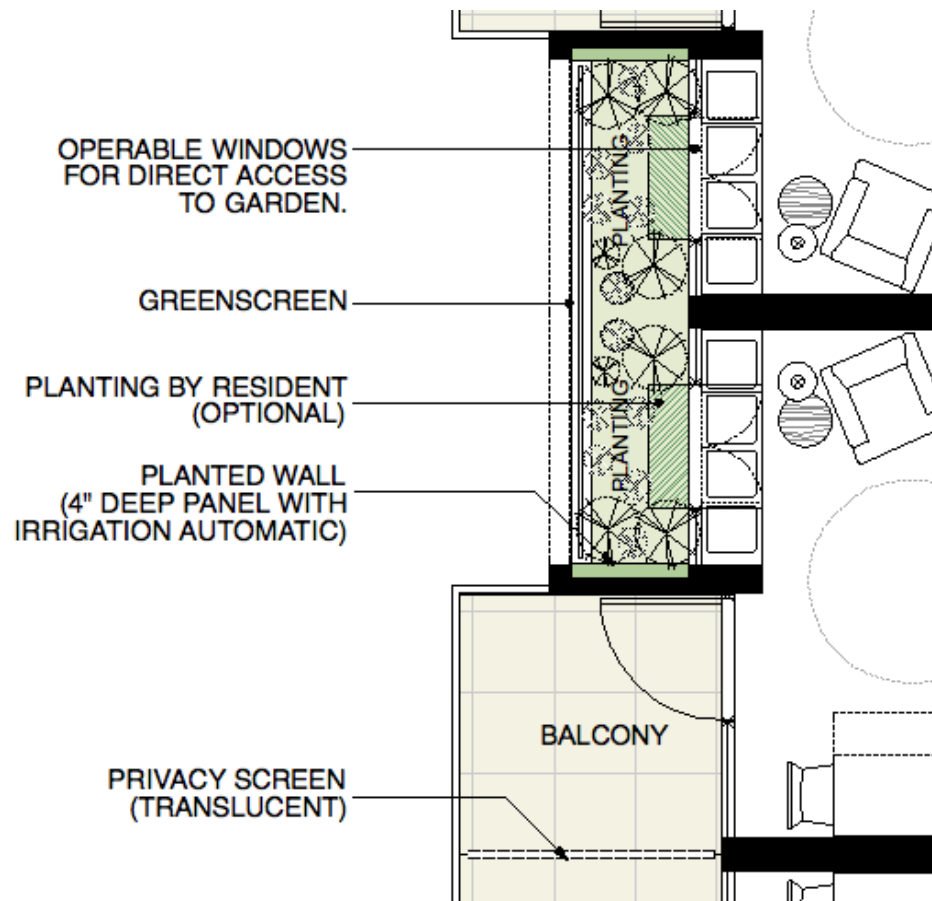 OPERABLE WINDOWS
FOR DIRECT ACCESS
TO GARDEN.
PLANTING
GREENSCREEN
PLANTING BY RESIDENT
(OPTIONAL)
PLANTING
PLANTED WALL
(4" DEEP PANEL WITH
IRRIGATION AUTOMATIC)
BALCONY
PRIVACY SCREEN
(TRANSLUCENT)